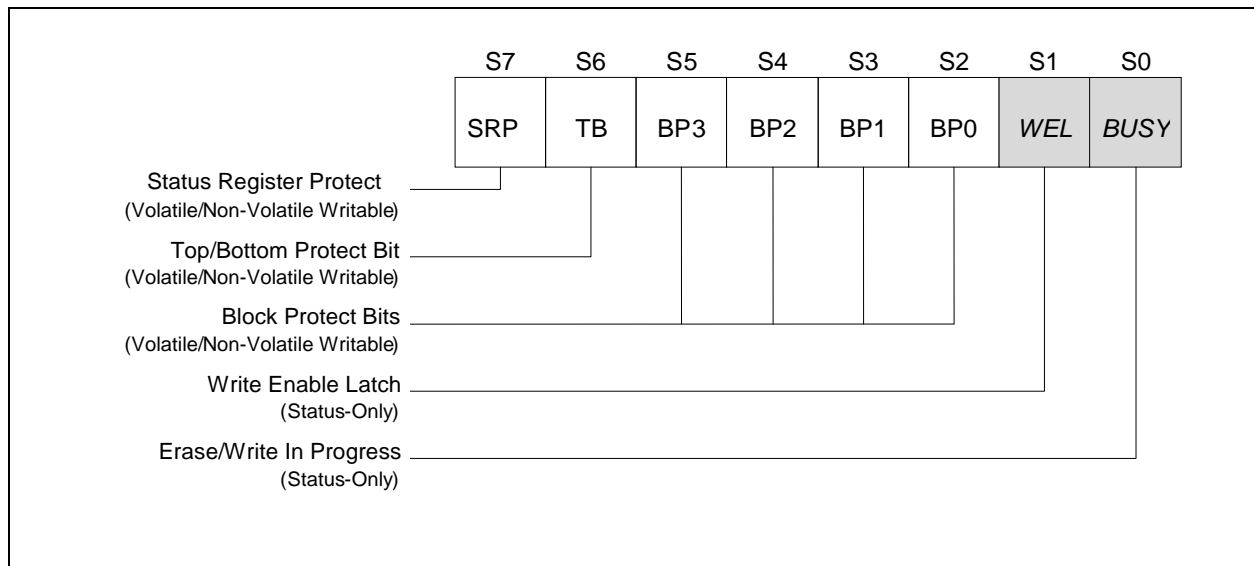 S7 S6 S5 S4 S3 S2 S1 S0
SRP TB BP3 BP2 BP1 BP0 WEL BUSY
Status Register Protect
(Volatile/Non-Volatile Writable)
Top/Bottom Protect Bit
(Volatile/Non-Volatile Writable)
Block Protect Bits
(Volatile/Non-Volatile Writable)
Write Enable Latch
(Status-Only)
Erase/Write In Progress
(Status-Only)